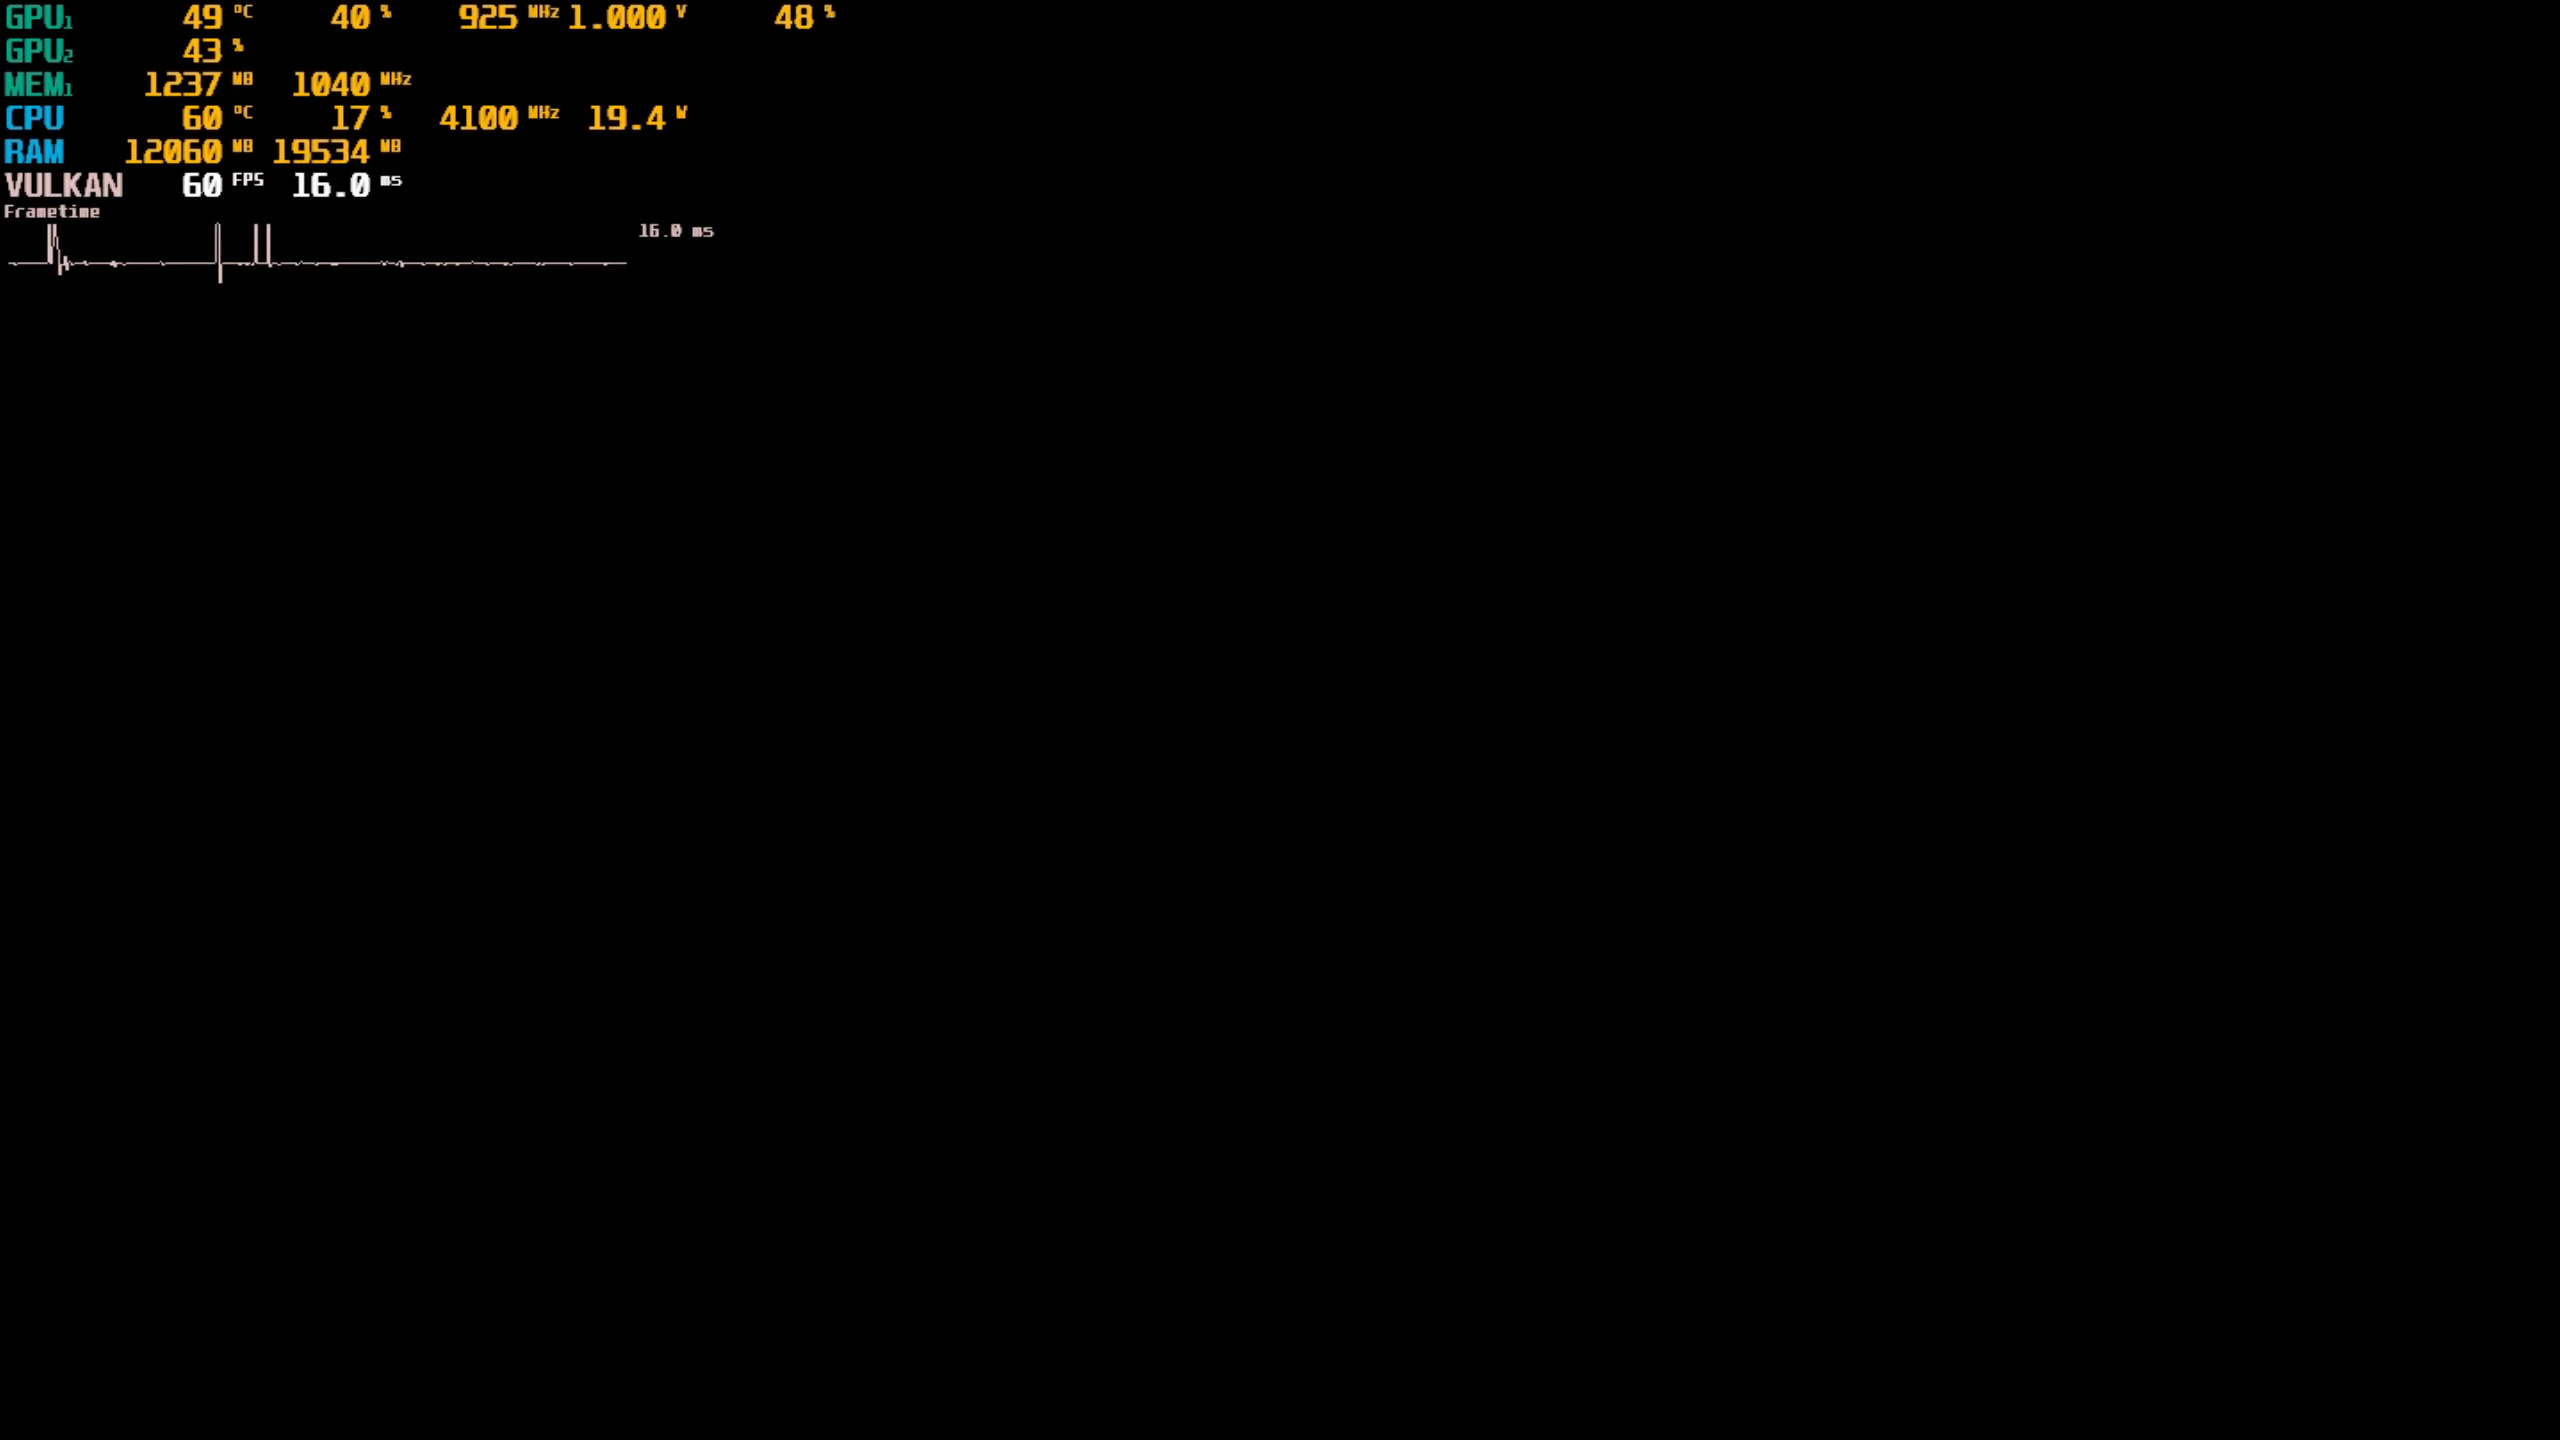 GPU1 49 °C 40 % 925 MHz 1.000 V 48 %
GPU2 43 %
MEM1 1237 MB 1040 MHz
CPU 60 °C 17 % 4100 MHz 19.4 W
RAM 12060 MB 19534 MB
VULKAN 60 FPS 16.0 ms
Frametime
16.0 ms